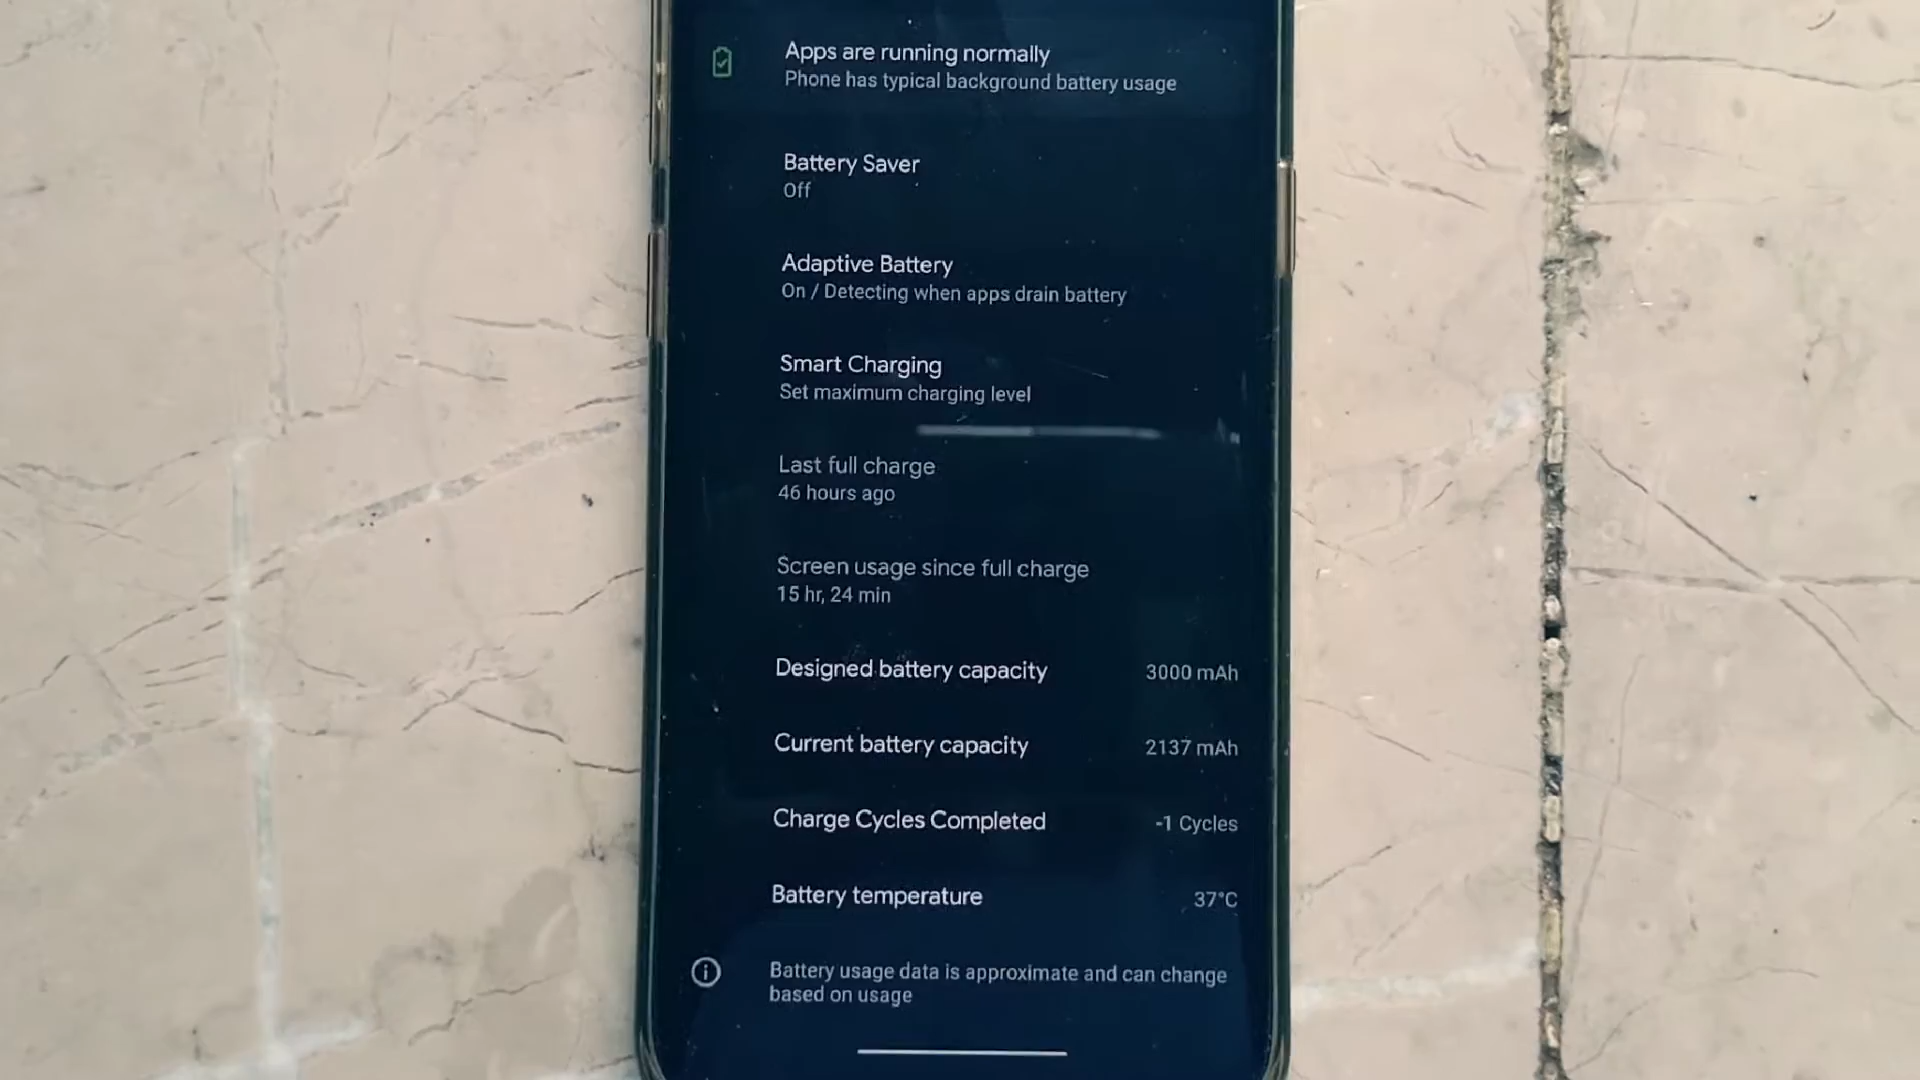 Apps are running normally
Phone has typical background battery usage
Battery Saver
Off
Adaptive Battery
On / Detecting when apps drain battery
Smart Charging
Set maximum charging level
Last full charge
46 hours ago
Screen usage since full charge
15 hr, 24 min
Designed battery capacity 3000 mAh
Current battery capacity 2137 mAh
Charge Cycles Completed -1 Cycles
Battery temperature 37°C
Battery usage data is approximate and can change
based on usage